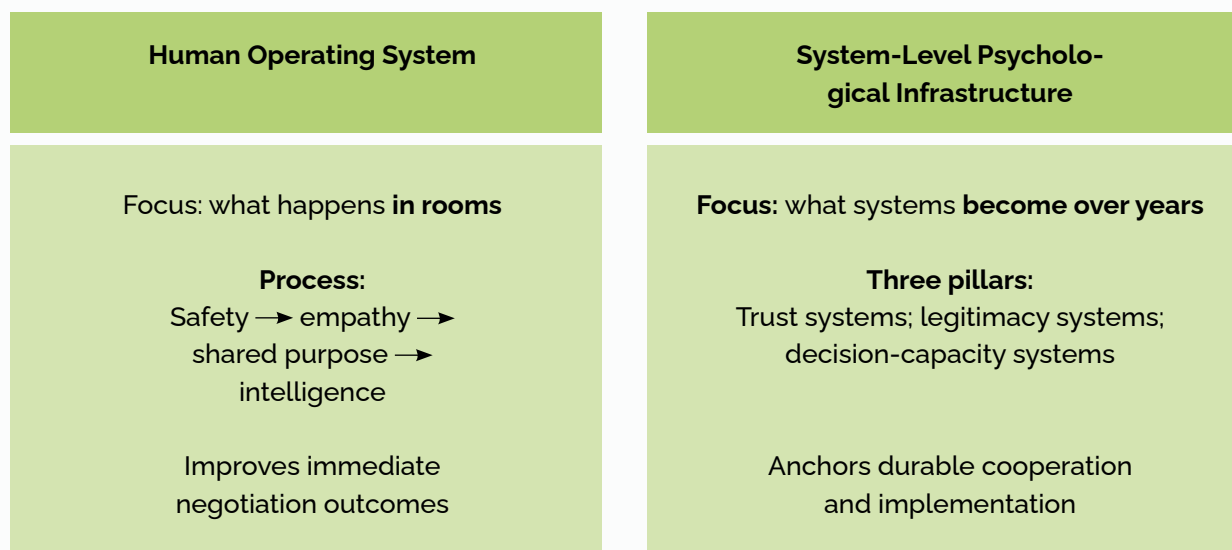 Human Operating System
Focus: what happens in rooms
Process:
Safety → empathy →
shared purpose →
intelligence
Improves immediate
negotiation outcomes
System-Level Psycholo-
gical Infrastructure
Focus: what systems become over years
Three pillars:
Trust systems; legitimacy systems;
decision-capacity systems
Anchors durable cooperation
and implementation